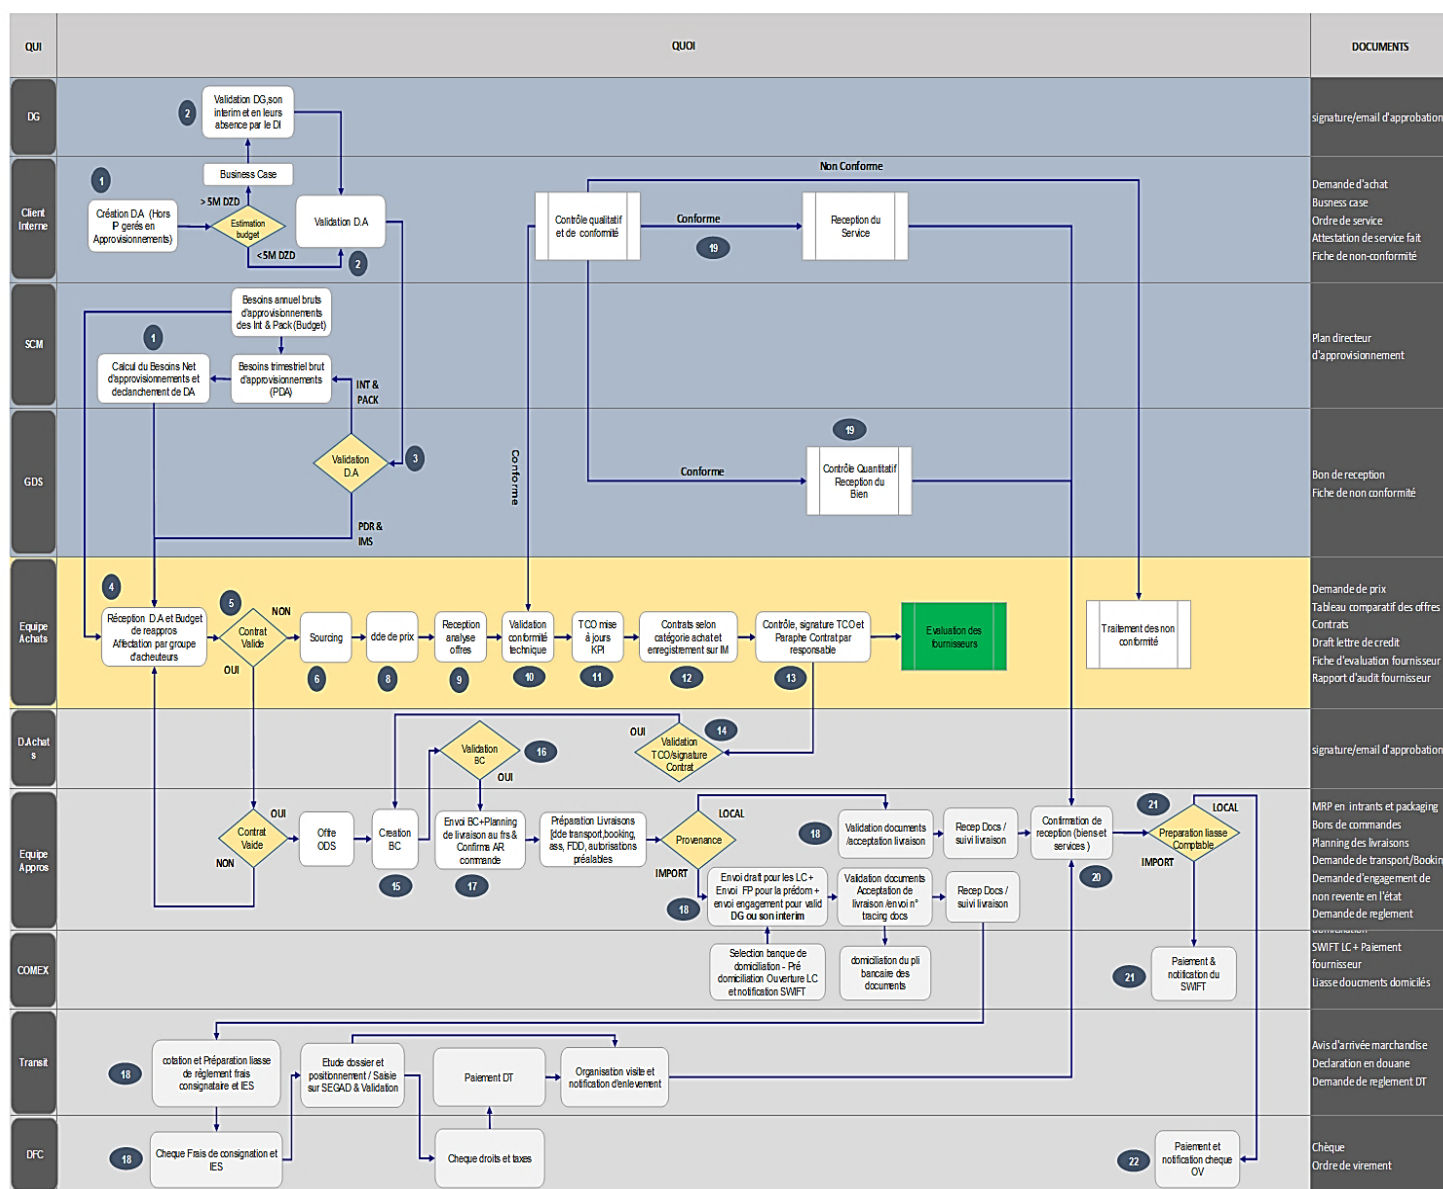 QUI
QUOI
DOCUMENTS
DG
2
Validation DG,son
interim et en leurs
absence par le DI
signature/email d'approbation
Client
Interne
1
Création D.A (Hors
IP gerés en
Approvisionnements)
> 5M DZD
Business Case
Estimation
budget
<5M DZD
Validation D.A
2
Contrôle qualitatif
et de conformité
Non Conforme
Conforme
19
Reception du
Service
Demande d'achat
Busness case
Ordre de service
Attestation de service fait
Fiche de non-conformité
SCM
Besoins annuel bruts
d'approvisionnements
des Int & Pack (Budget)
1
Calcul du Besoins Net
d'approvisionnements et
declanchement de DA
Besoins trimestriel brut
d'approvisionnements
(PDA)
INT &
PACK
Plan directeur
d'approvisionnement
GDS
Validation
D.A
3
PDR &
IMS
Conforme
Conforme
19
Contrôle Quantitatif
Reception du
Bien
Bon de reception
Fiche de non conformité
Equipe
Achats
4
Réception D.A et Budget
de reappros
Affectation par groupe
d'acheuteurs
5
Contrat
Valide
NON
OUI
Sourcing
6
dde de prix
8
Reception
analyse
offres
9
Validation
conformité
technique
10
TCO mise
à jours
KPI
11
Contrats selon
catégorie achat et
enregistrement sur IM
12
Contrôle, signature TCO et
Paraphe Contrat par
responsable
13
Evaluation des
fournisseurs
Traitement des non
conformité
Demande de prix
Tableau comparatif des offres
Contrats
Draft lettre de credit
Fiche d'evaluation fournisseur
Rapport d'audit fournisseur
D.Achat
s
Validation
BC
16
OUI
OUI
14
Validation
TCO/signature
Contrat
signature/email d'approbation
Equipe
Appros
Contrat
Vaide
OUI
NON
Offre
ODS
Creation
BC
15
Envoi BC+Planning
de livraison au frs &
Confirma AR
commande
17
Préparation Livraisons
[dde transport,booking,
ass, FDD, autorisations
préalables
Provenance
LOCAL
IMPORT
18
Validation documents
/acceptation livraison
Recep Docs /
suivi livraison
18
Envoi draft pour les LC +
Envoi FP pour la prédom +
envoi engagement pour valid
DG ou son interim
Validation documents
Acceptation de
livraison /envoi n°
tracing docs
Recep Docs /
suivi livraison
Confirmation de
reception (biens et
services )
20
21
Preparation liasse
Comptable
LOCAL
IMPORT
MRP en intrants et packaging
Bons de commandes
Planning des livraisons
Demande de transport/Bookin
Demande d'engagement de
non revente en l'état
Demande de reglement
COMEX
Selection banque de
domiciliation - Pré
domiciliation Ouverture LC
et notification SWIFT
domiciliation du pli
bancaire des
documents
21
Paiement &
notification du
SWIFT
SWIFT LC + Paiement
fournisseur
Liasse doucments domicilés
Transit
18
cotation et Préparation liasse
de réglement frais
consignataire et IES
Etude dossier et
positionnement / Saisie
sur SEGAD & Validation
Paiement DT
Organisation visite et
notification d'enlevement
Avis d'arrivée marchandise
Declaration en douane
Demande de reglement DT
DFC
18
Cheque Frais de consignation et
IES
Cheque droits et taxes
22
Paiement et
notification cheque
OV
Chèque
Ordre de virement